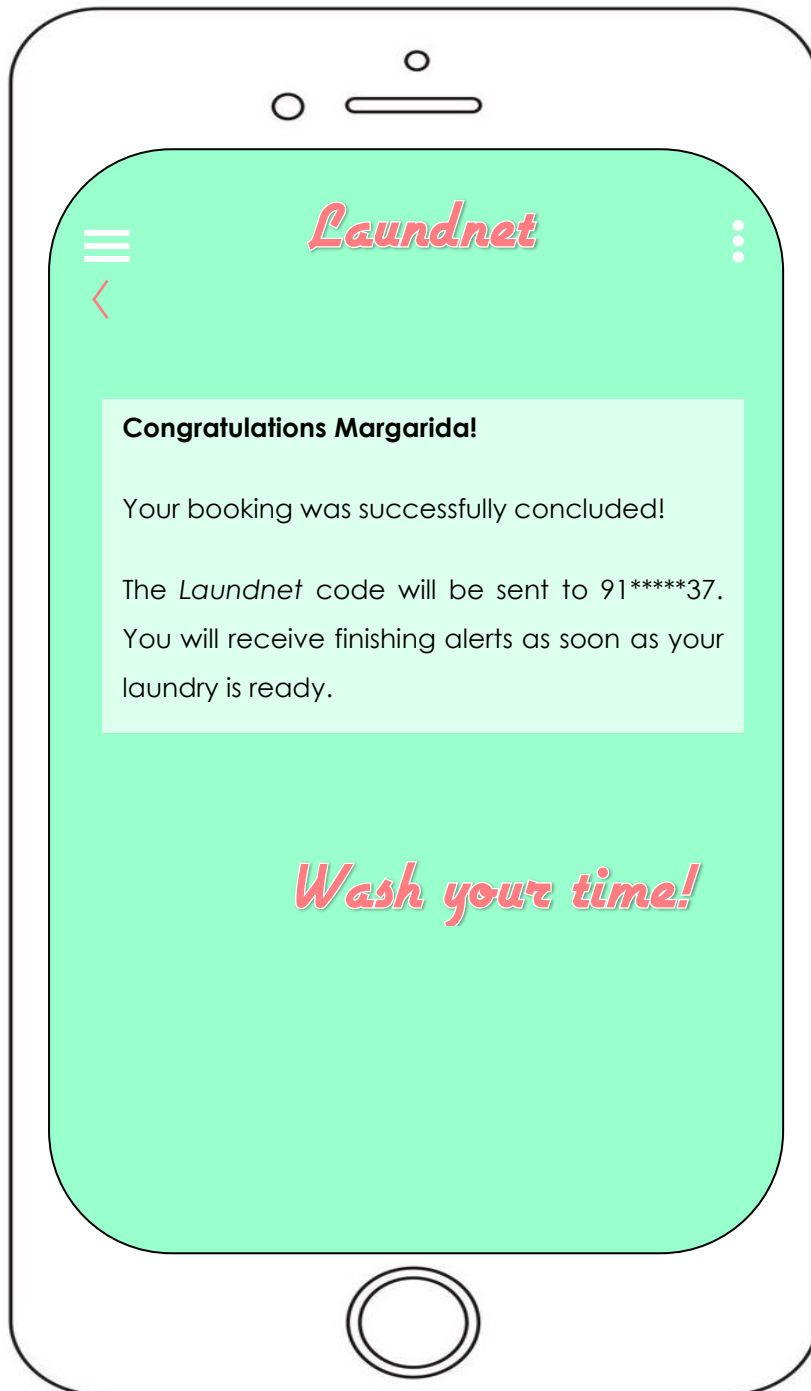 Laundnet
Congratulations Margarida!
Your booking was successfully concluded!
The Laundnet code will be sent to 91*****37.
You will receive finishing alerts as soon as your
laundry is ready.
Wash your time!